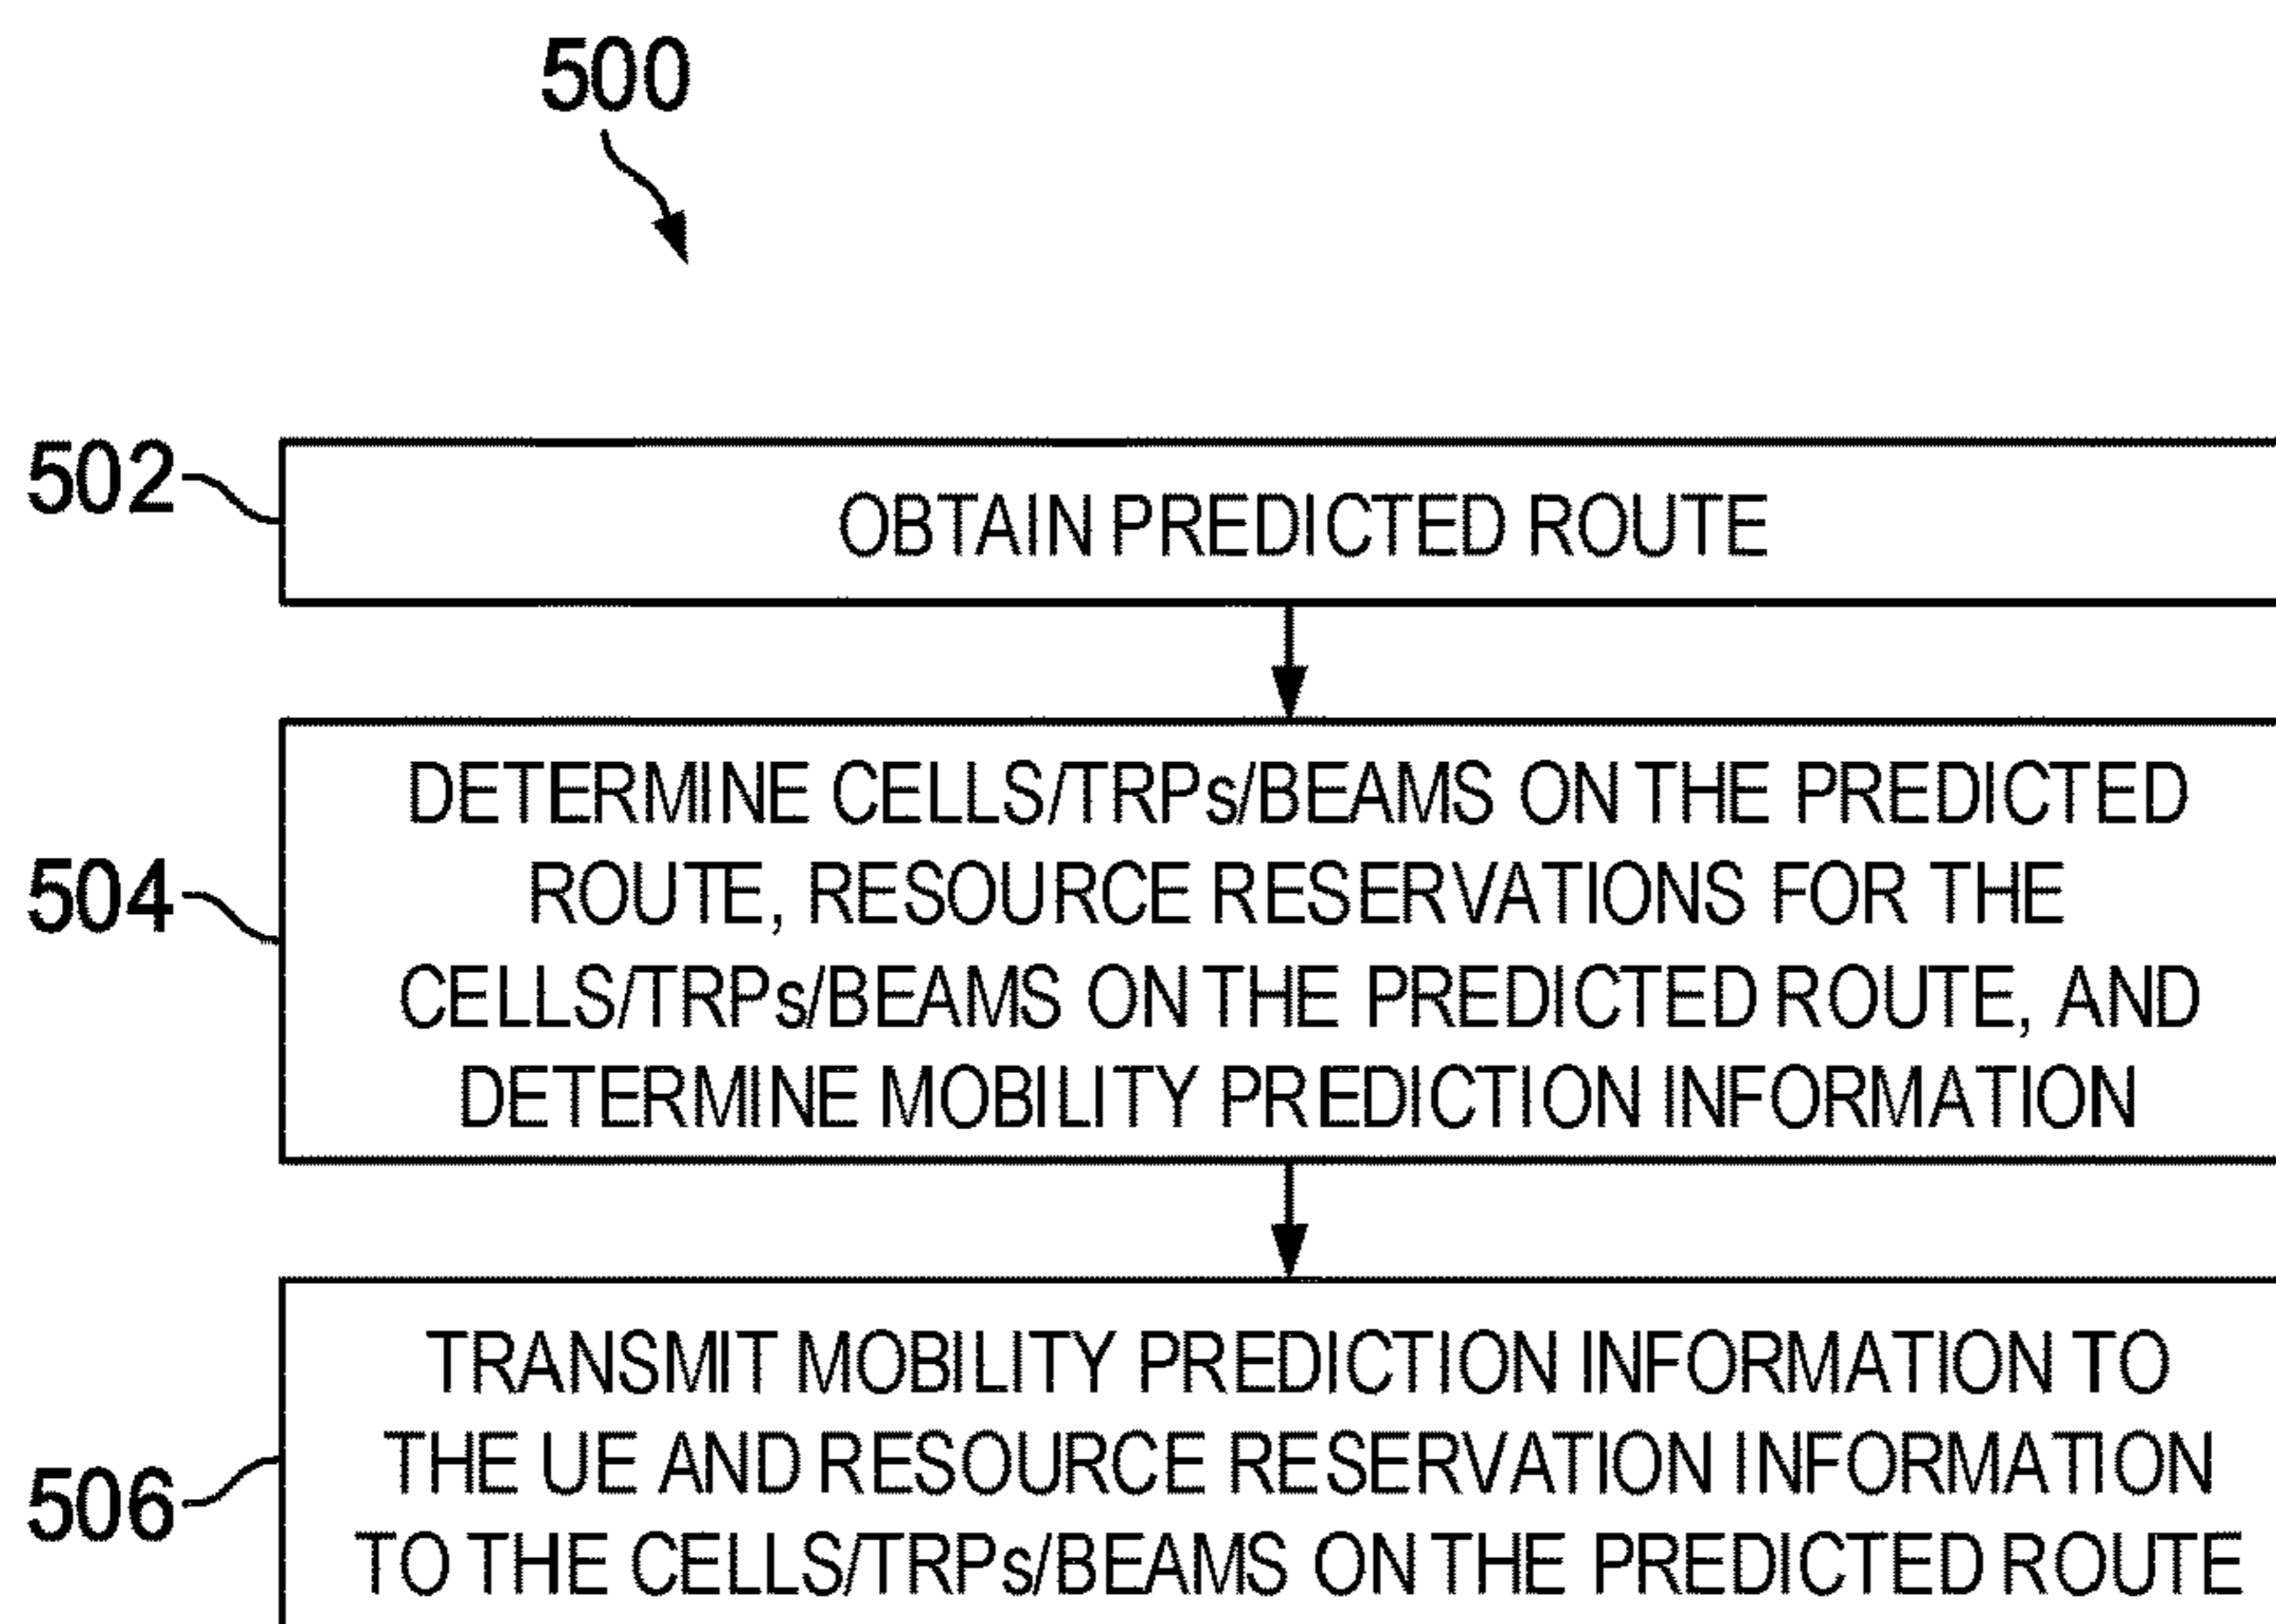 500
502
OBTAIN PREDICTED ROUTE
504
DETERMINE CELLS/TRPs/BEAMS ON THE PREDICTED
ROUTE, RESOURCE RESERVATIONS FOR THE
CELLS/TRPs/BEAMS ON THE PREDICTED ROUTE, AND
DETERMINE MOBILITY PREDICTION INFORMATION
506
TRANSMIT MOBILITY PREDICTION INFORMATION TO
THE UE AND RESOURCE RESERVATION INFORMATION
TO THE CELLS/TRPs/BEAMS ON THE PREDICTED ROUTE